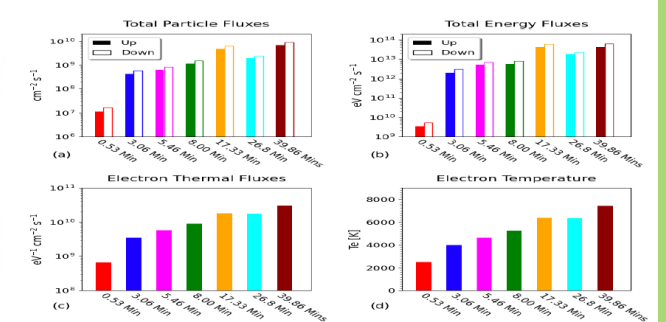 Total Particle Fluxes
Up
Down
cm⁻² s⁻¹
10¹⁰
10⁹
10⁸
10⁷
10⁶
(a)
0.53 Min
3.06 Min
5.46 Min
8.00 Min
17.33 Min
26.8 Min
39.86 Mins
Total Energy Fluxes
Up
Down
eV cm⁻² s⁻¹
10¹⁴
10¹³
10¹²
10¹¹
10¹⁰
10⁹
(b)
0.53 Min
3.06 Min
5.46 Min
8.00 Min
17.33 Min
26.8 Min
39.86 Mins
Electron Thermal Fluxes
eV⁻¹ cm⁻² s⁻¹
10¹¹
10¹⁰
10⁹
10⁸
(c)
0.53 Min
3.06 Min
5.46 Min
8.00 Min
17.33 Min
26.8 Min
39.86 Mins
Electron Temperature
Te [K]
8000
6000
4000
2000
0
(d)
0.53 Min
3.06 Min
5.46 Min
8.00 Min
17.33 Min
26.8 Min
39.86 Mins